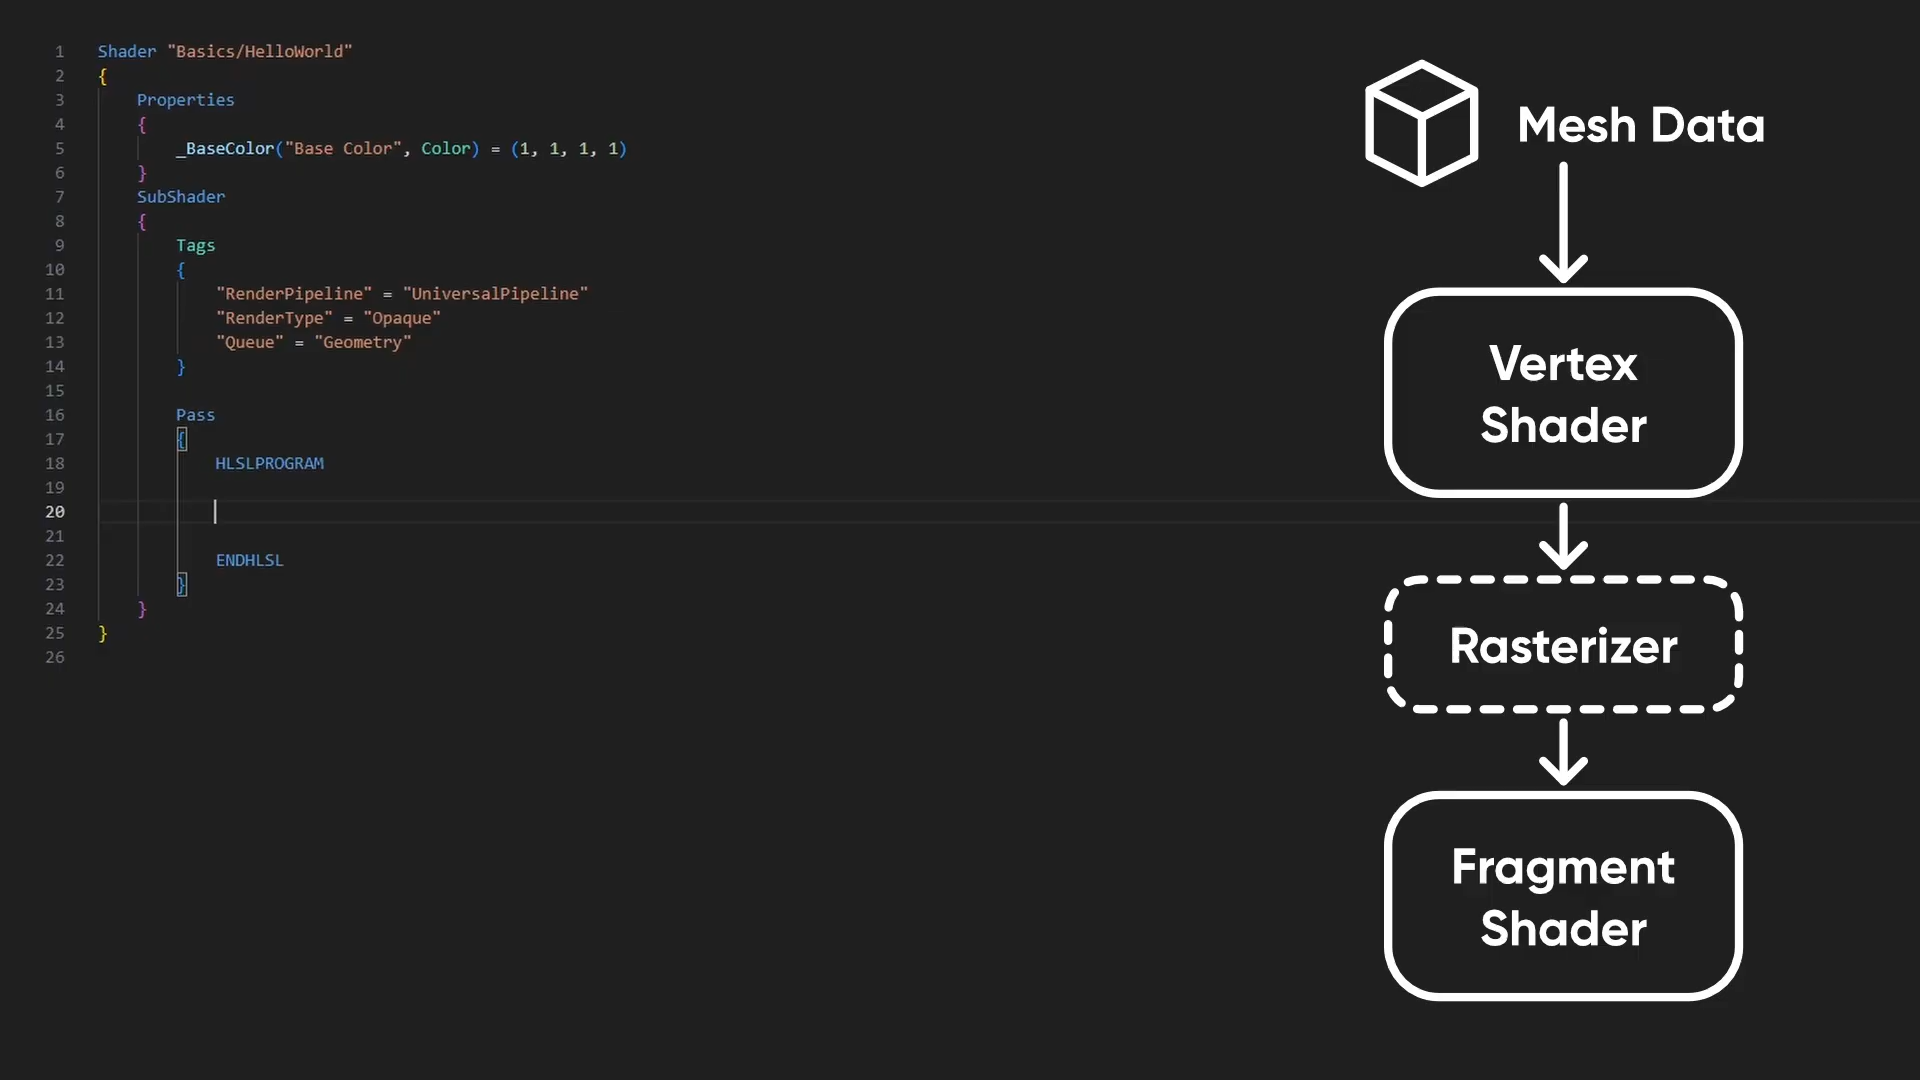 1 Shader "Basics/HelloWorld"
2 {
3 Properties
4 {
5 _BaseColor("Base Color", Color) = (1, 1, 1, 1)
6 }
7 SubShader
8 {
9 Tags
10 {
11 "RenderPipeline" = "UniversalPipeline"
12 "RenderType" = "Opaque"
13 "Queue" = "Geometry"
14 }
15
16 Pass
17 {
18 HLSLPROGRAM
19
20
21
22 ENDHLSL
23 }
24 }
25 }
26
Mesh Data
Vertex
Shader
Rasterizer
Fragment
Shader